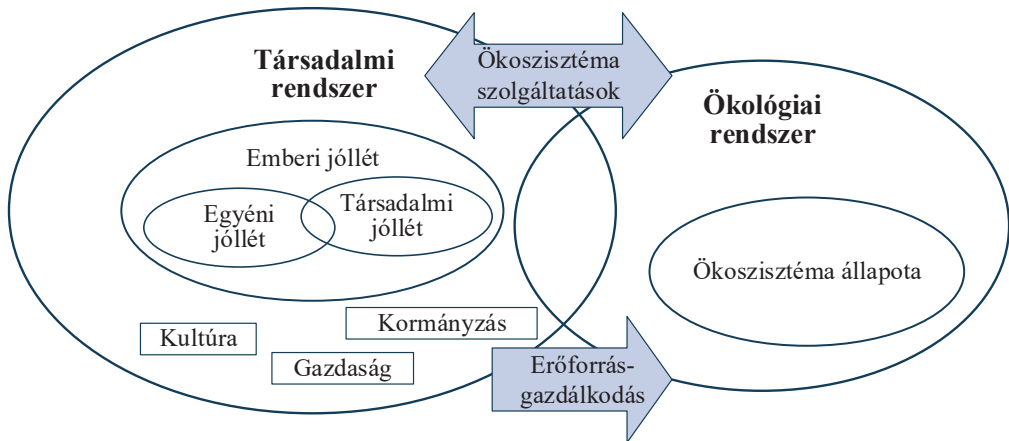 Társadalmi
rendszer
Ökoszisztéma
szolgáltatások
Ökológiai
rendszer
Emberi jóllét
Egyéni
jóllét
Társadalmi
jóllét
Ökoszisztéma állapota
Kultúra
Kormányzás
Gazdaság
Erőforrás-
gazdálkodás